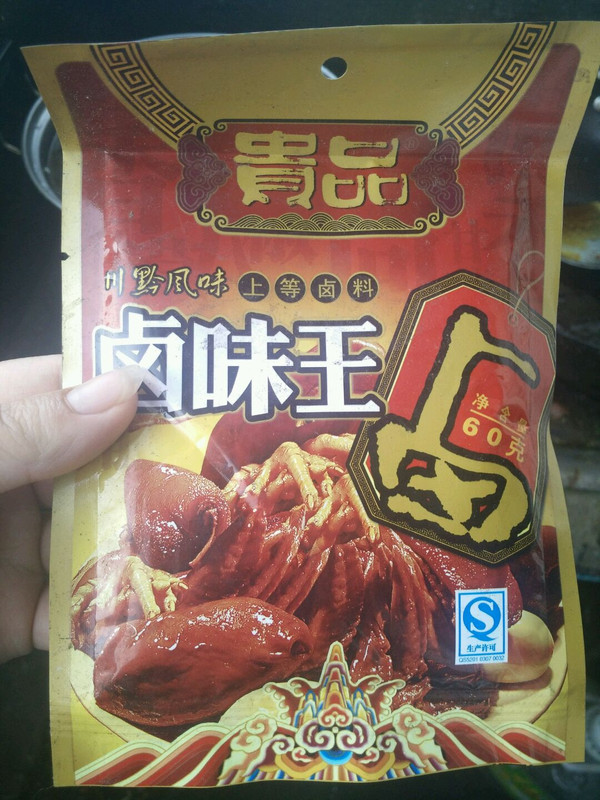 貴品
川黔风味 上等卤料
卤味王
卤
净含量
60克
生产许可